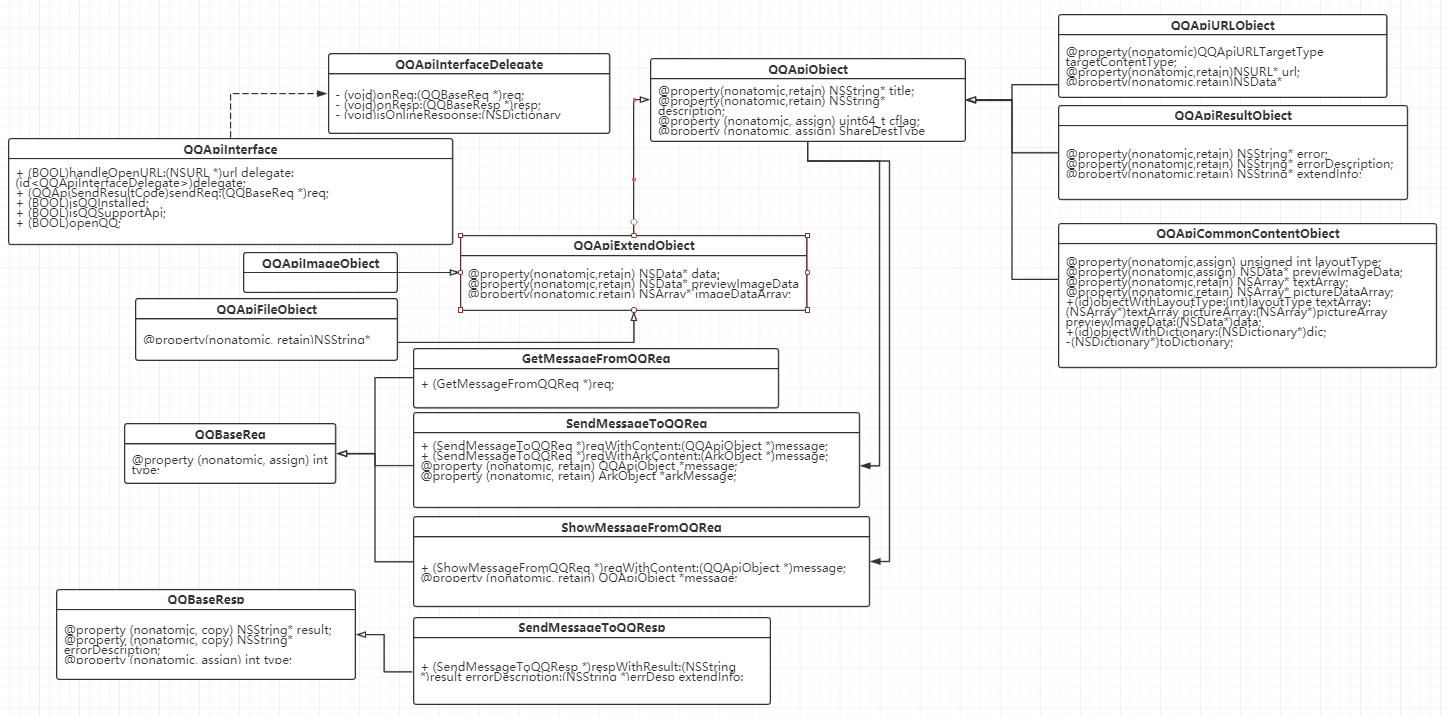 QQApiInterfaceDelegate
- (void)onReq:(QQBaseReq *)req;
- (void)onResp:(QQBaseResp *)resp;
- (void)isOnlineResponse:(NSDictionary
QQApiInterface
+ (BOOL)handleOpenURL:(NSURL *)url delegate:
(id<QQApiInterfaceDelegate>)delegate;
+ (QQApiSendResultCode)sendReq:(QQBaseReq *)req;
+ (BOOL)isQQInstalled;
+ (BOOL)isQQSupportApi;
+ (BOOL)openQQ;
QQApiObject
@property(nonatomic,retain) NSString* title;
@property(nonatomic,retain) NSString*
description;
@property (nonatomic, assign) uint64_t cflag;
@property (nonatomic, assign) ShareDestType
QQApiURLObject
@property(nonatomic)QQApiURLTargetType
targetContentType;
@property(nonatomic,retain)NSURL* url;
@property(nonatomic,retain)NSData*
QQApiResultObject
@property(nonatomic,retain) NSString* error;
@property(nonatomic,retain) NSString* errorDescription;
@property(nonatomic,retain) NSString* extendInfo;
QQApiCommonContentObject
@property(nonatomic,assign) unsigned int layoutType;
@property(nonatomic,assign) NSData* previewImageData;
@property(nonatomic,retain) NSArray* textArray;
@property(nonatomic,retain) NSArray* pictureDataArray;
+(id)objectWithLayoutType:(int)layoutType textArray:
(NSArray*)textArray pictureArray:(NSArray*)pictureArray
previewImageData:(NSData*)data;
+(id)objectWithDictionary:(NSDictionary*)dic;
-(NSDictionary*)toDictionary;
QQApiExtendObject
@property(nonatomic,retain) NSData* data;
@property(nonatomic,retain) NSData* previewImageData
@property(nonatomic,retain) NSArray* imageDataArray;
QQApiImageObject
QQApiFileObject
@property(nonatomic, retain)NSString*
GetMessageFromQQReq
+ (GetMessageFromQQReq *)req;
SendMessageToQQReq
+ (SendMessageToQQReq *)reqWithContent:(QQApiObject *)message;
+ (SendMessageToQQReq *)reqWithArkContent:(ArkObject *)message;
@property (nonatomic, retain) QQApiObject *message;
@property (nonatomic, retain) ArkObject *arkMessage;
QQBaseReq
@property (nonatomic, assign) int
type;
ShowMessageFromQQReq
+ (ShowMessageFromQQReq *)reqWithContent:(QQApiObject *)message;
@property (nonatomic, retain) QQApiObject *message;
QQBaseResp
@property (nonatomic, copy) NSString* result;
@property (nonatomic, copy) NSString*
errorDescription;
@property (nonatomic, assign) int type;
SendMessageToQQResp
+ (SendMessageToQQResp *)respWithResult:(NSString
*)result errorDescription:(NSString *)errDesp extendInfo: